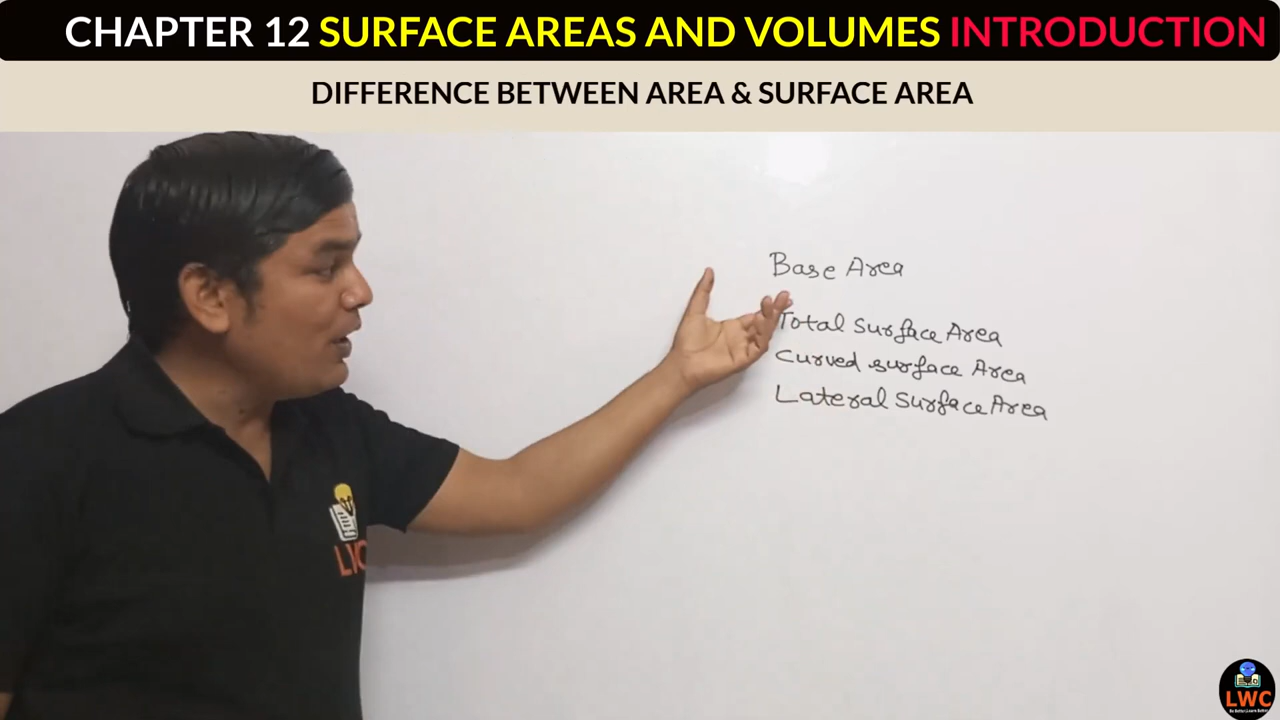 CHAPTER 12 SURFACE AREAS AND VOLUMES INTRODUCTION
DIFFERENCE BETWEEN AREA & SURFACE AREA
Base Area
Total Surface Area
Curved surface Area
Lateral Surface Area
LWC
LWC